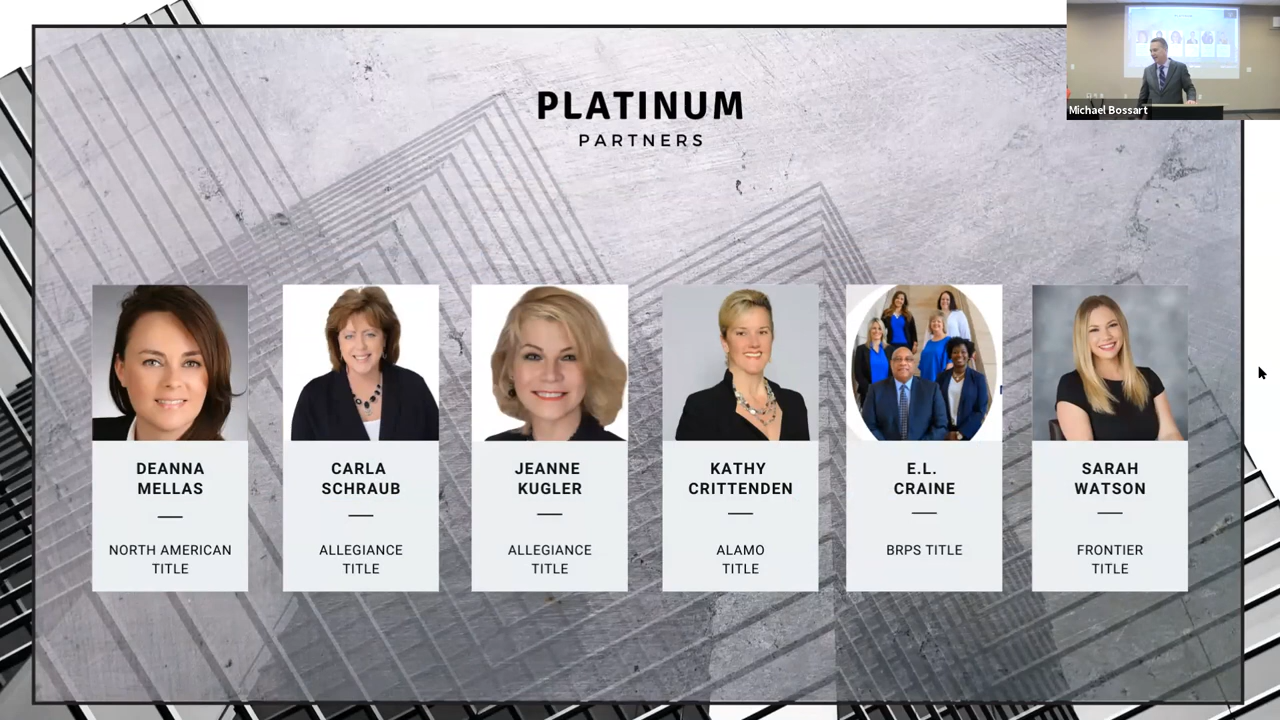 PLATINUM
PARTNERS
Michael Bossart
DEANNA
MELLAS
NORTH AMERICAN
TITLE
CARLA
SCHRAUB
ALLEGIANCE
TITLE
JEANNE
KUGLER
ALLEGIANCE
TITLE
KATHY
CRITTENDEN
ALAMO
TITLE
E.L.
CRAINE
BRPS TITLE
SARAH
WATSON
FRONTIER
TITLE